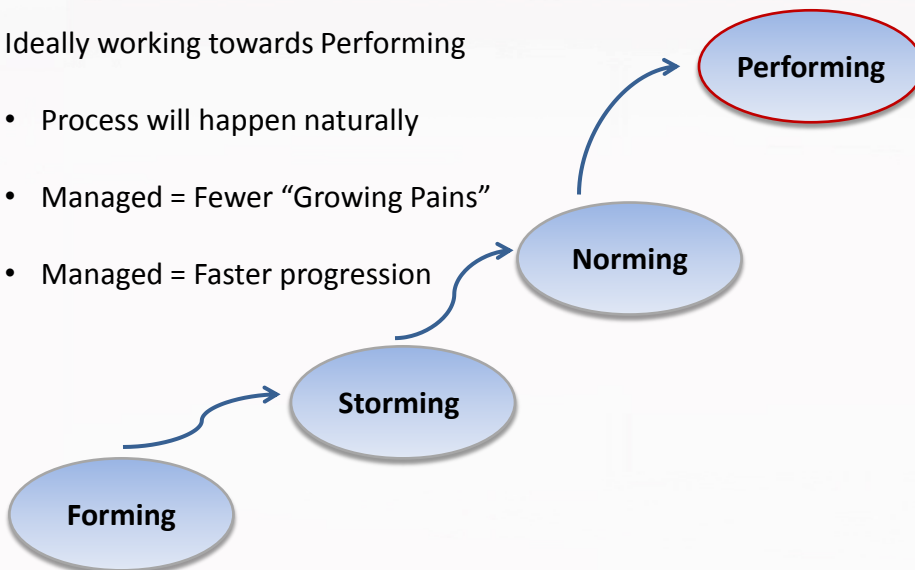 Ideally working towards Performing
• Process will happen naturally
• Managed = Fewer “Growing Pains”
• Managed = Faster progression
Performing
Norming
Storming
Forming